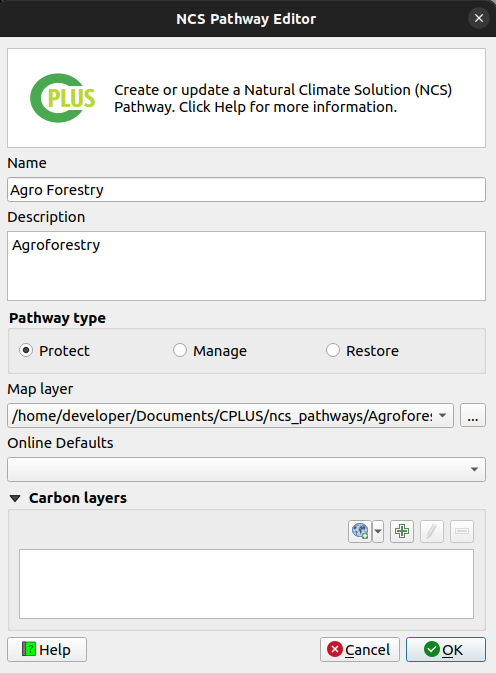 NCS Pathway Editor
CPLUS
Create or update a Natural Climate Solution (NCS)
Pathway. Click Help for more information.
Name
Agro Forestry
Description
Agroforestry
Pathway type
Protect
Manage
Restore
Map layer
/home/developer/Documents/CPLUS/ncs_pathways/Agrofores
...
Online Defaults
Carbon layers
Help
Cancel
OK